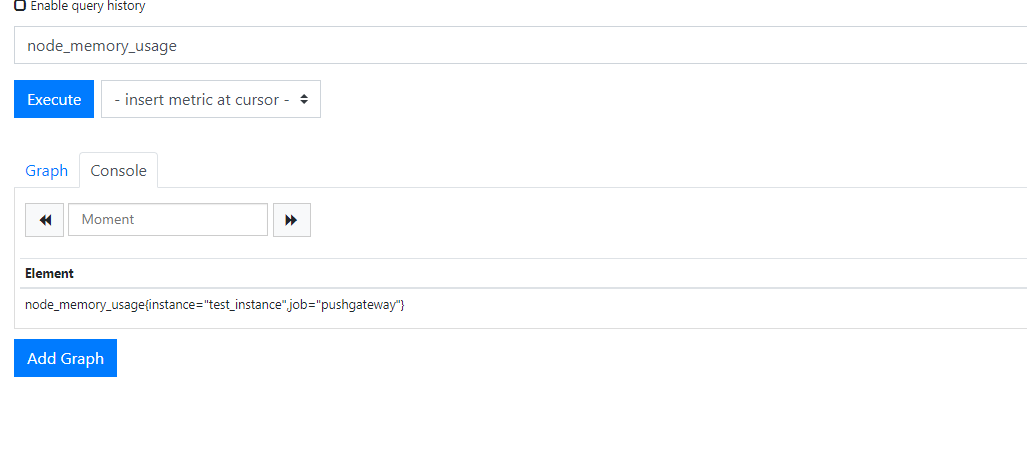 Enable query history
node_memory_usage
Execute
- insert metric at cursor -
Graph
Console
Moment
Element
node_memory_usage{instance="test_instance",job="pushgateway"}
Add Graph